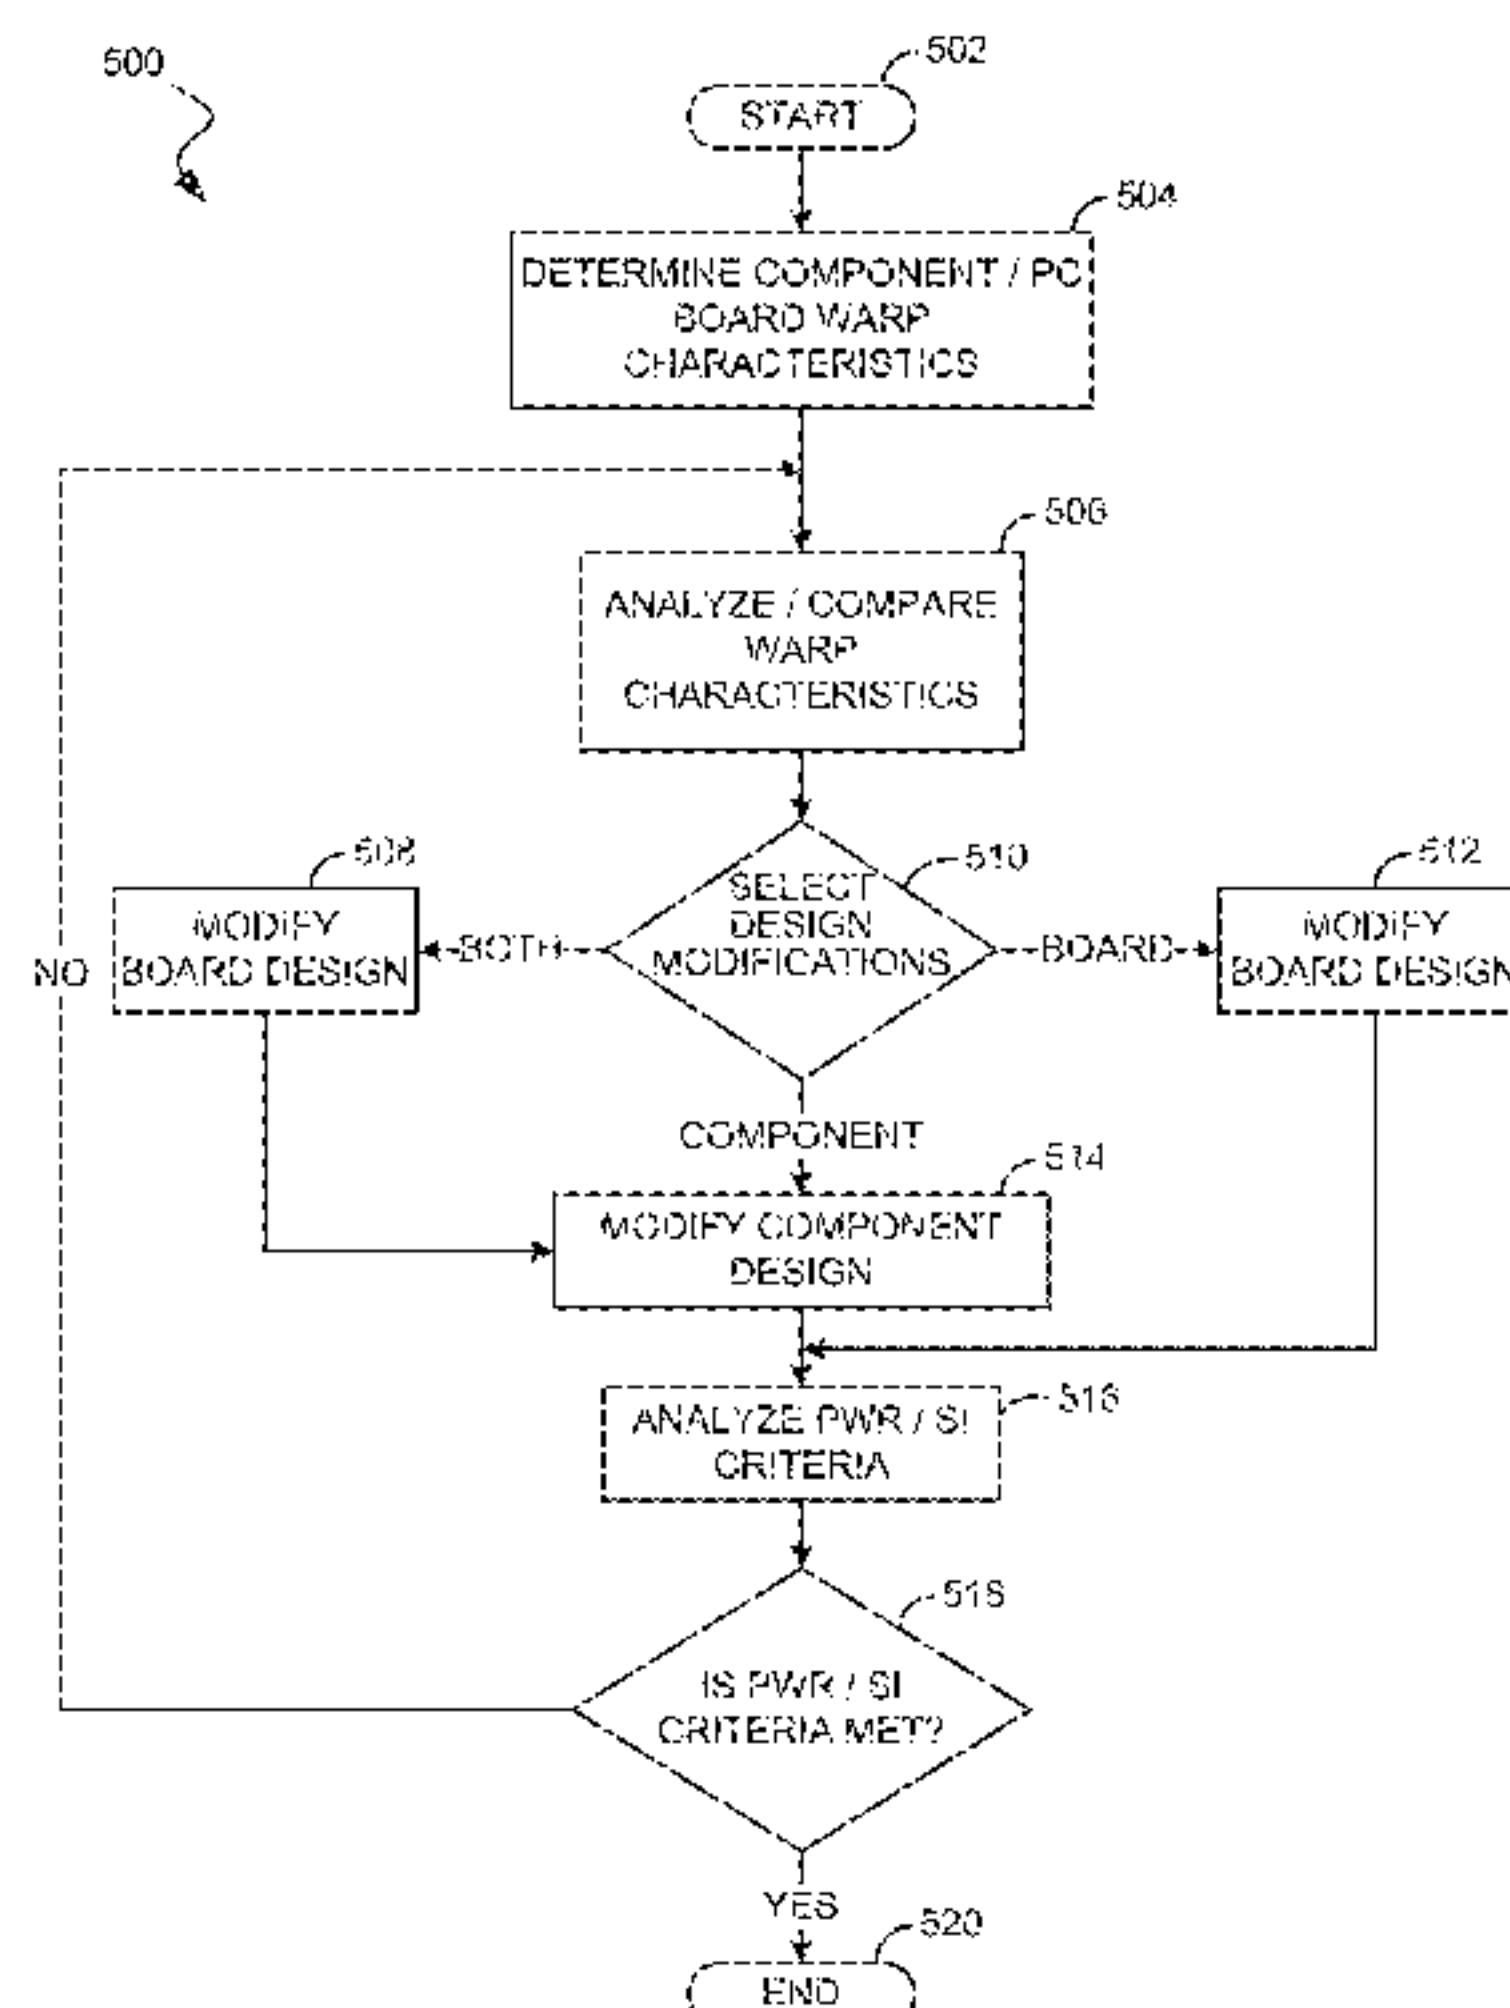 500
502
START
504
DETERMINE COMPONENT / PC
BOARD WARP
CHARACTERISTICS
506
ANALYZE / COMPARE
WARP
CHARACTERISTICS
508
510
512
SELECT
DESIGN
MODIFICATIONS
MODIFY
BOARD DESIGN
BOTH
BOARD
MODIFY
BOARD DESIGN
NO
COMPONENT
514
MODIFY COMPONENT
DESIGN
516
ANALYZE PWR / SI
CRITERIA
518
IS PWR / SI
CRITERIA MET?
YES
520
END